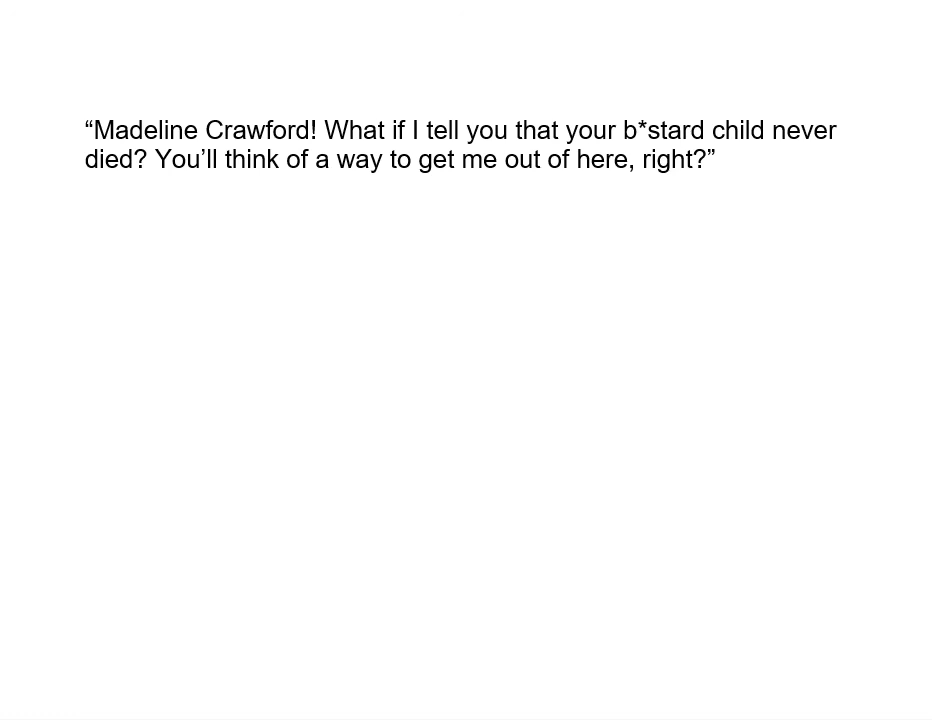 “Madeline Crawford! What if I tell you that your b*stard child never
died? You’ll think of a way to get me out of here, right?”